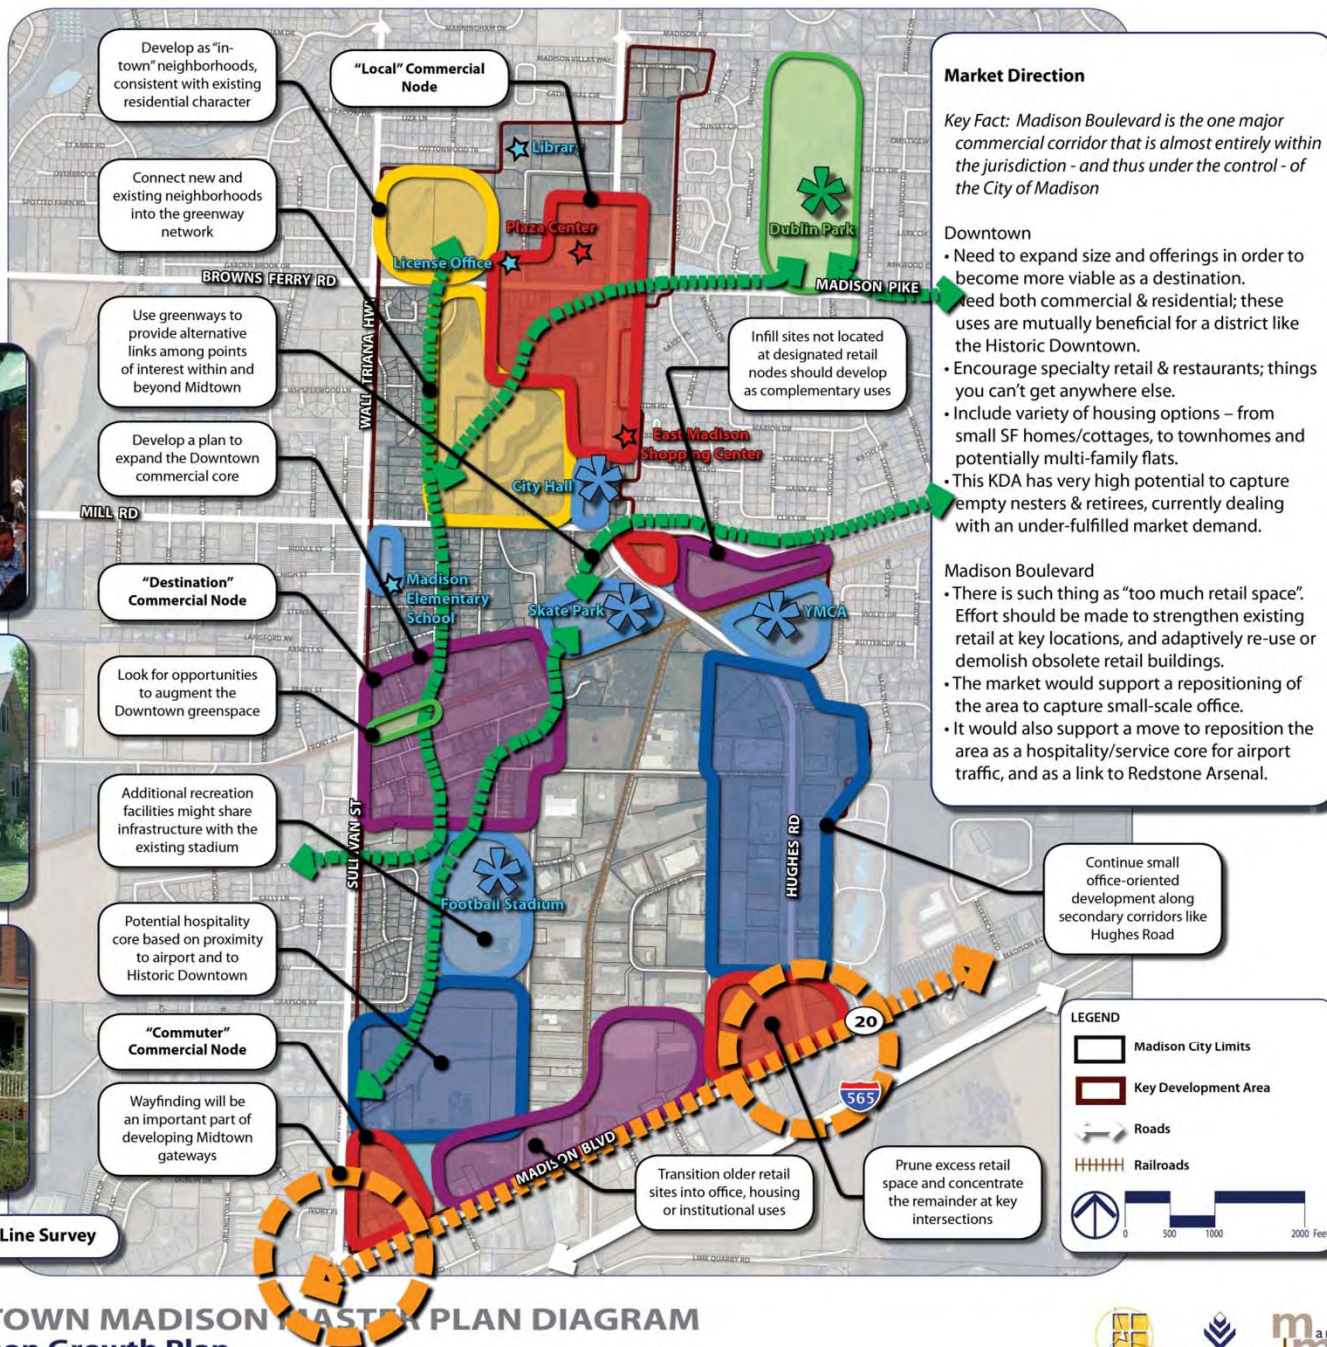 Develop as "in-
town" neighborhoods,
consistent with existing
residential character
"Local" Commercial
Node
Connect new and
existing neighborhoods
into the greenway
network
Use greenways to
provide alternative
links among points
of interest within and
beyond Midtown
Develop a plan to
expand the Downtown
commercial core
"Destination"
Commercial Node
Look for opportunities
to augment the
Downtown greenspace
Additional recreation
facilities might share
infrastructure with the
existing stadium
Potential hospitality
core based on proximity
to airport and to
Historic Downtown
"Commuter"
Commercial Node
Wayfinding will be
an important part of
developing Midtown
gateways
Line Survey
Library
Plaza Center
License Office
Dublin Park
BROWNS FERRY RD
MADISON PIKE
WALL TRIANA HWY
Infill sites not located
at designated retail
nodes should develop
as complementary uses
East Madison
Shopping Center
City Hall
MILL RD
Madison
Elementary
School
Skate Park
YMCA
SULLIVAN ST
HUGHES RD
Football Stadium
MADISON BLVD
20
565
Transition older retail
sites into office, housing
or institutional uses
Prune excess retail
space and concentrate
the remainder at key
intersections
Continue small
office-oriented
development along
secondary corridors like
Hughes Road
Market Direction
Key Fact: Madison Boulevard is the one major
commercial corridor that is almost entirely within
the jurisdiction - and thus under the control - of
the City of Madison
Downtown
• Need to expand size and offerings in order to
become more viable as a destination.
Need both commercial & residential; these
uses are mutually beneficial for a district like
the Historic Downtown.
• Encourage specialty retail & restaurants; things
you can't get anywhere else.
• Include variety of housing options – from
small SF homes/cottages, to townhomes and
potentially multi-family flats.
• This KDA has very high potential to capture
empty nesters & retirees, currently dealing
with an under-fulfilled market demand.
Madison Boulevard
• There is such thing as "too much retail space".
Effort should be made to strengthen existing
retail at key locations, and adaptively re-use or
demolish obsolete retail buildings.
• The market would support a repositioning of
the area to capture small-scale office.
• It would also support a move to reposition the
area as a hospitality/service core for airport
traffic, and as a link to Redstone Arsenal.
LEGEND
Madison City Limits
Key Development Area
Roads
Railroads
0 500 1000 2000 Feet
TOWN MADISON MASTER PLAN DIAGRAM
Growth Plan